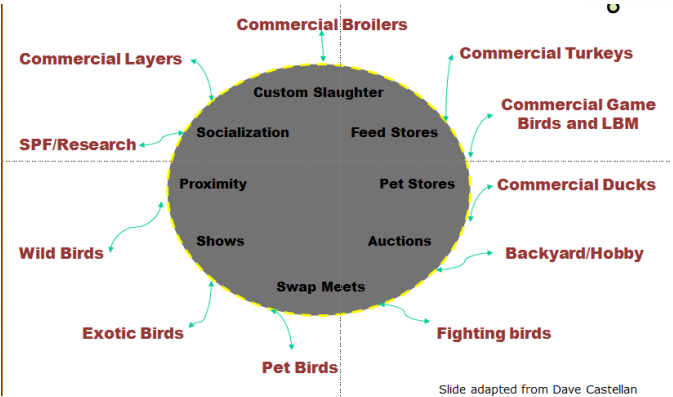 Commercial Broilers
Commercial Layers
Commercial Turkeys
Custom Slaughter
Commercial Game
Birds and LBM
SPF/Research
Socialization
Feed Stores
Proximity
Pet Stores
Commercial Ducks
Wild Birds
Shows
Auctions
Backyard/Hobby
Swap Meets
Exotic Birds
Fighting birds
Pet Birds
Slide adapted from Dave Castellan